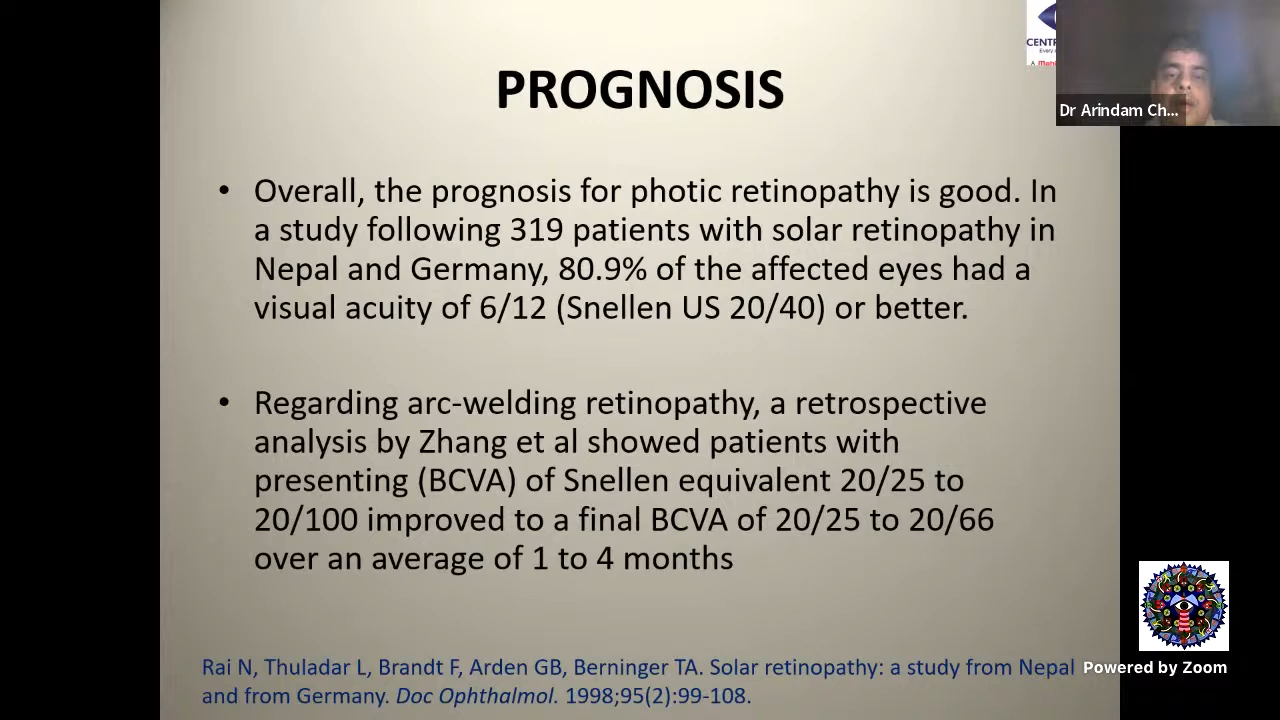 PROGNOSIS
CENTR
Dr Arindam Ch...
• Overall, the prognosis for photic retinopathy is good. In
a study following 319 patients with solar retinopathy in
Nepal and Germany, 80.9% of the affected eyes had a
visual acuity of 6/12 (Snellen US 20/40) or better.
• Regarding arc-welding retinopathy, a retrospective
analysis by Zhang et al showed patients with
presenting (BCVA) of Snellen equivalent 20/25 to
20/100 improved to a final BCVA of 20/25 to 20/66
over an average of 1 to 4 months
Rai N, Thuladar L, Brandt F, Arden GB, Berninger TA. Solar retinopathy: a study from Nepal
and from Germany. Doc Ophthalmol. 1998;95(2):99-108.
Powered by Zoom